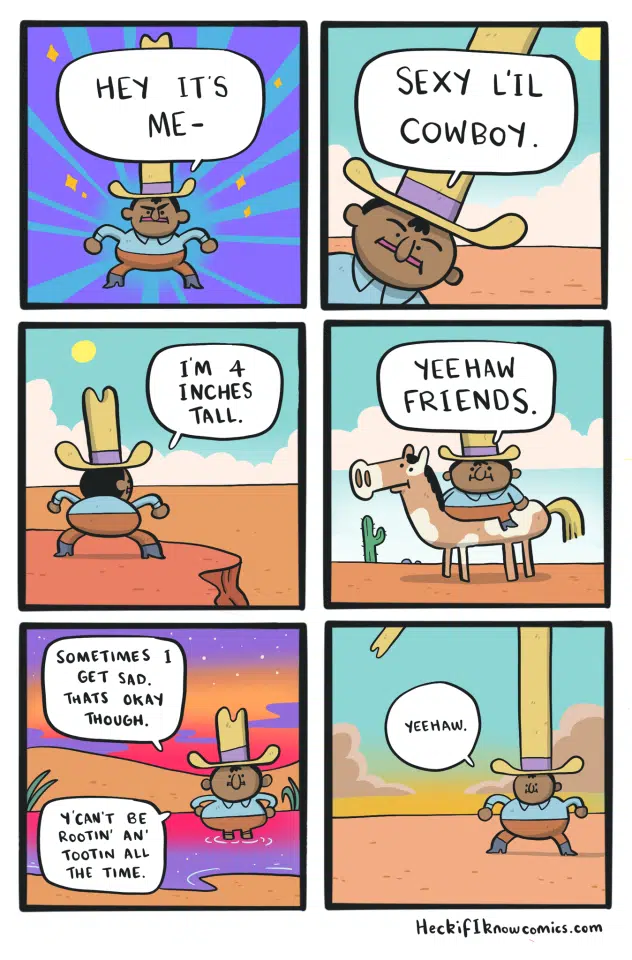 HEY IT'S
ME-
SEXY L'IL
COWBOY.
I'M 4
INCHES
TALL.
YEEHAW
FRIENDS.
SOMETIMES I
GET SAD.
THATS OKAY
THOUGH.
Y'CAN'T BE
ROOTIN' AN'
TOOTIN ALL
THE TIME.
YEEHAW.
HeckifIknowcomics.com